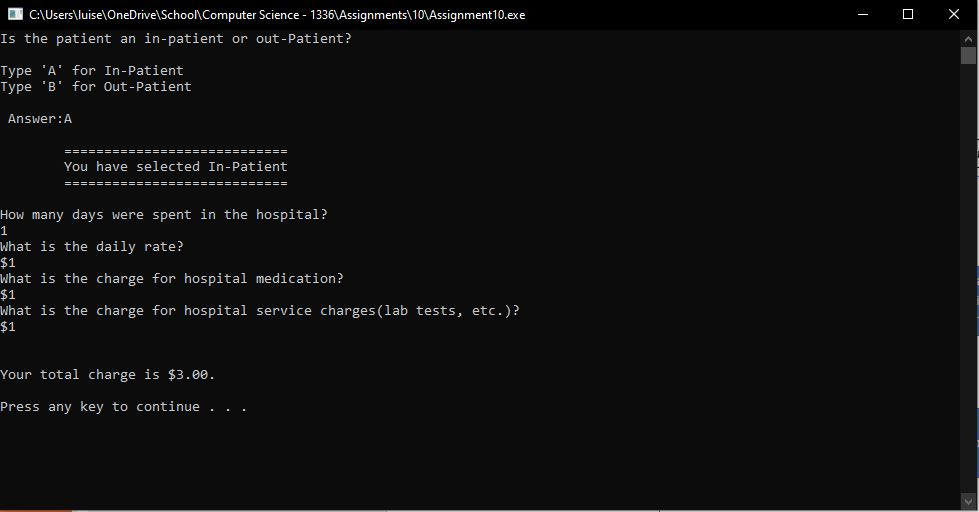 C:\Users\luise\OneDrive\School\Computer Science - 1336\Assignments\10\Assignment10.exe
Is the patient an in-patient or out-Patient?
Type 'A' for In-Patient
Type 'B' for Out-Patient
Answer:A
============================
You have selected In-Patient
============================
How many days were spent in the hospital?
1
What is the daily rate?
$1
What is the charge for hospital medication?
$1
What is the charge for hospital service charges(lab tests, etc.)?
$1
Your total charge is $3.00.
Press any key to continue . . .